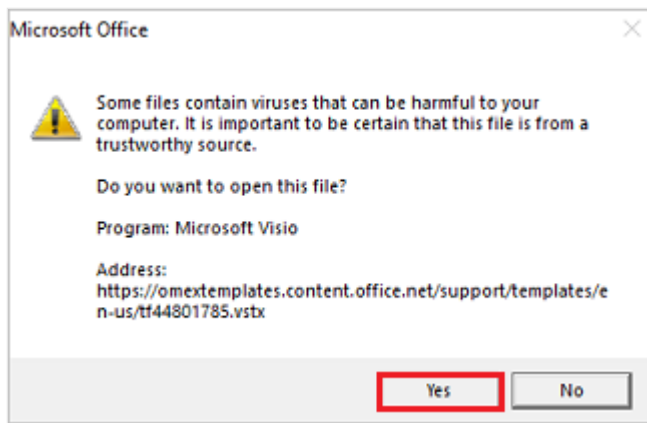 Microsoft Office
Some files contain viruses that can be harmful to your
computer. It is important to be certain that this file is from a
trustworthy source.
Do you want to open this file?
Program: Microsoft Visio
Address:
https://omextemplates.content.office.net/support/templates/e
n-us/tf44801785.vstx
Yes
No